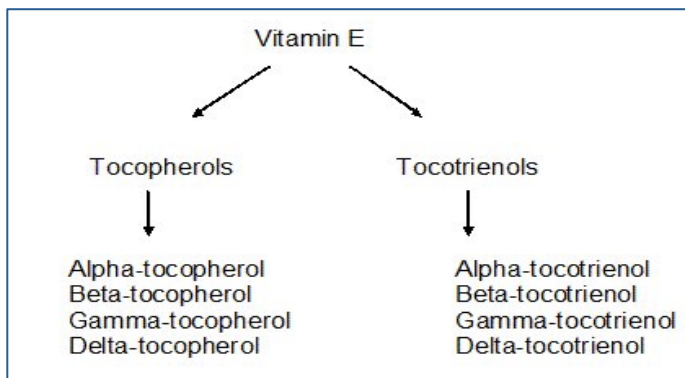 Vitamin E
Tocopherols
Tocotrienols
Alpha-tocopherol
Beta-tocopherol
Gamma-tocopherol
Delta-tocopherol
Alpha-tocotrienol
Beta-tocotrienol
Gamma-tocotrienol
Delta-tocotrienol